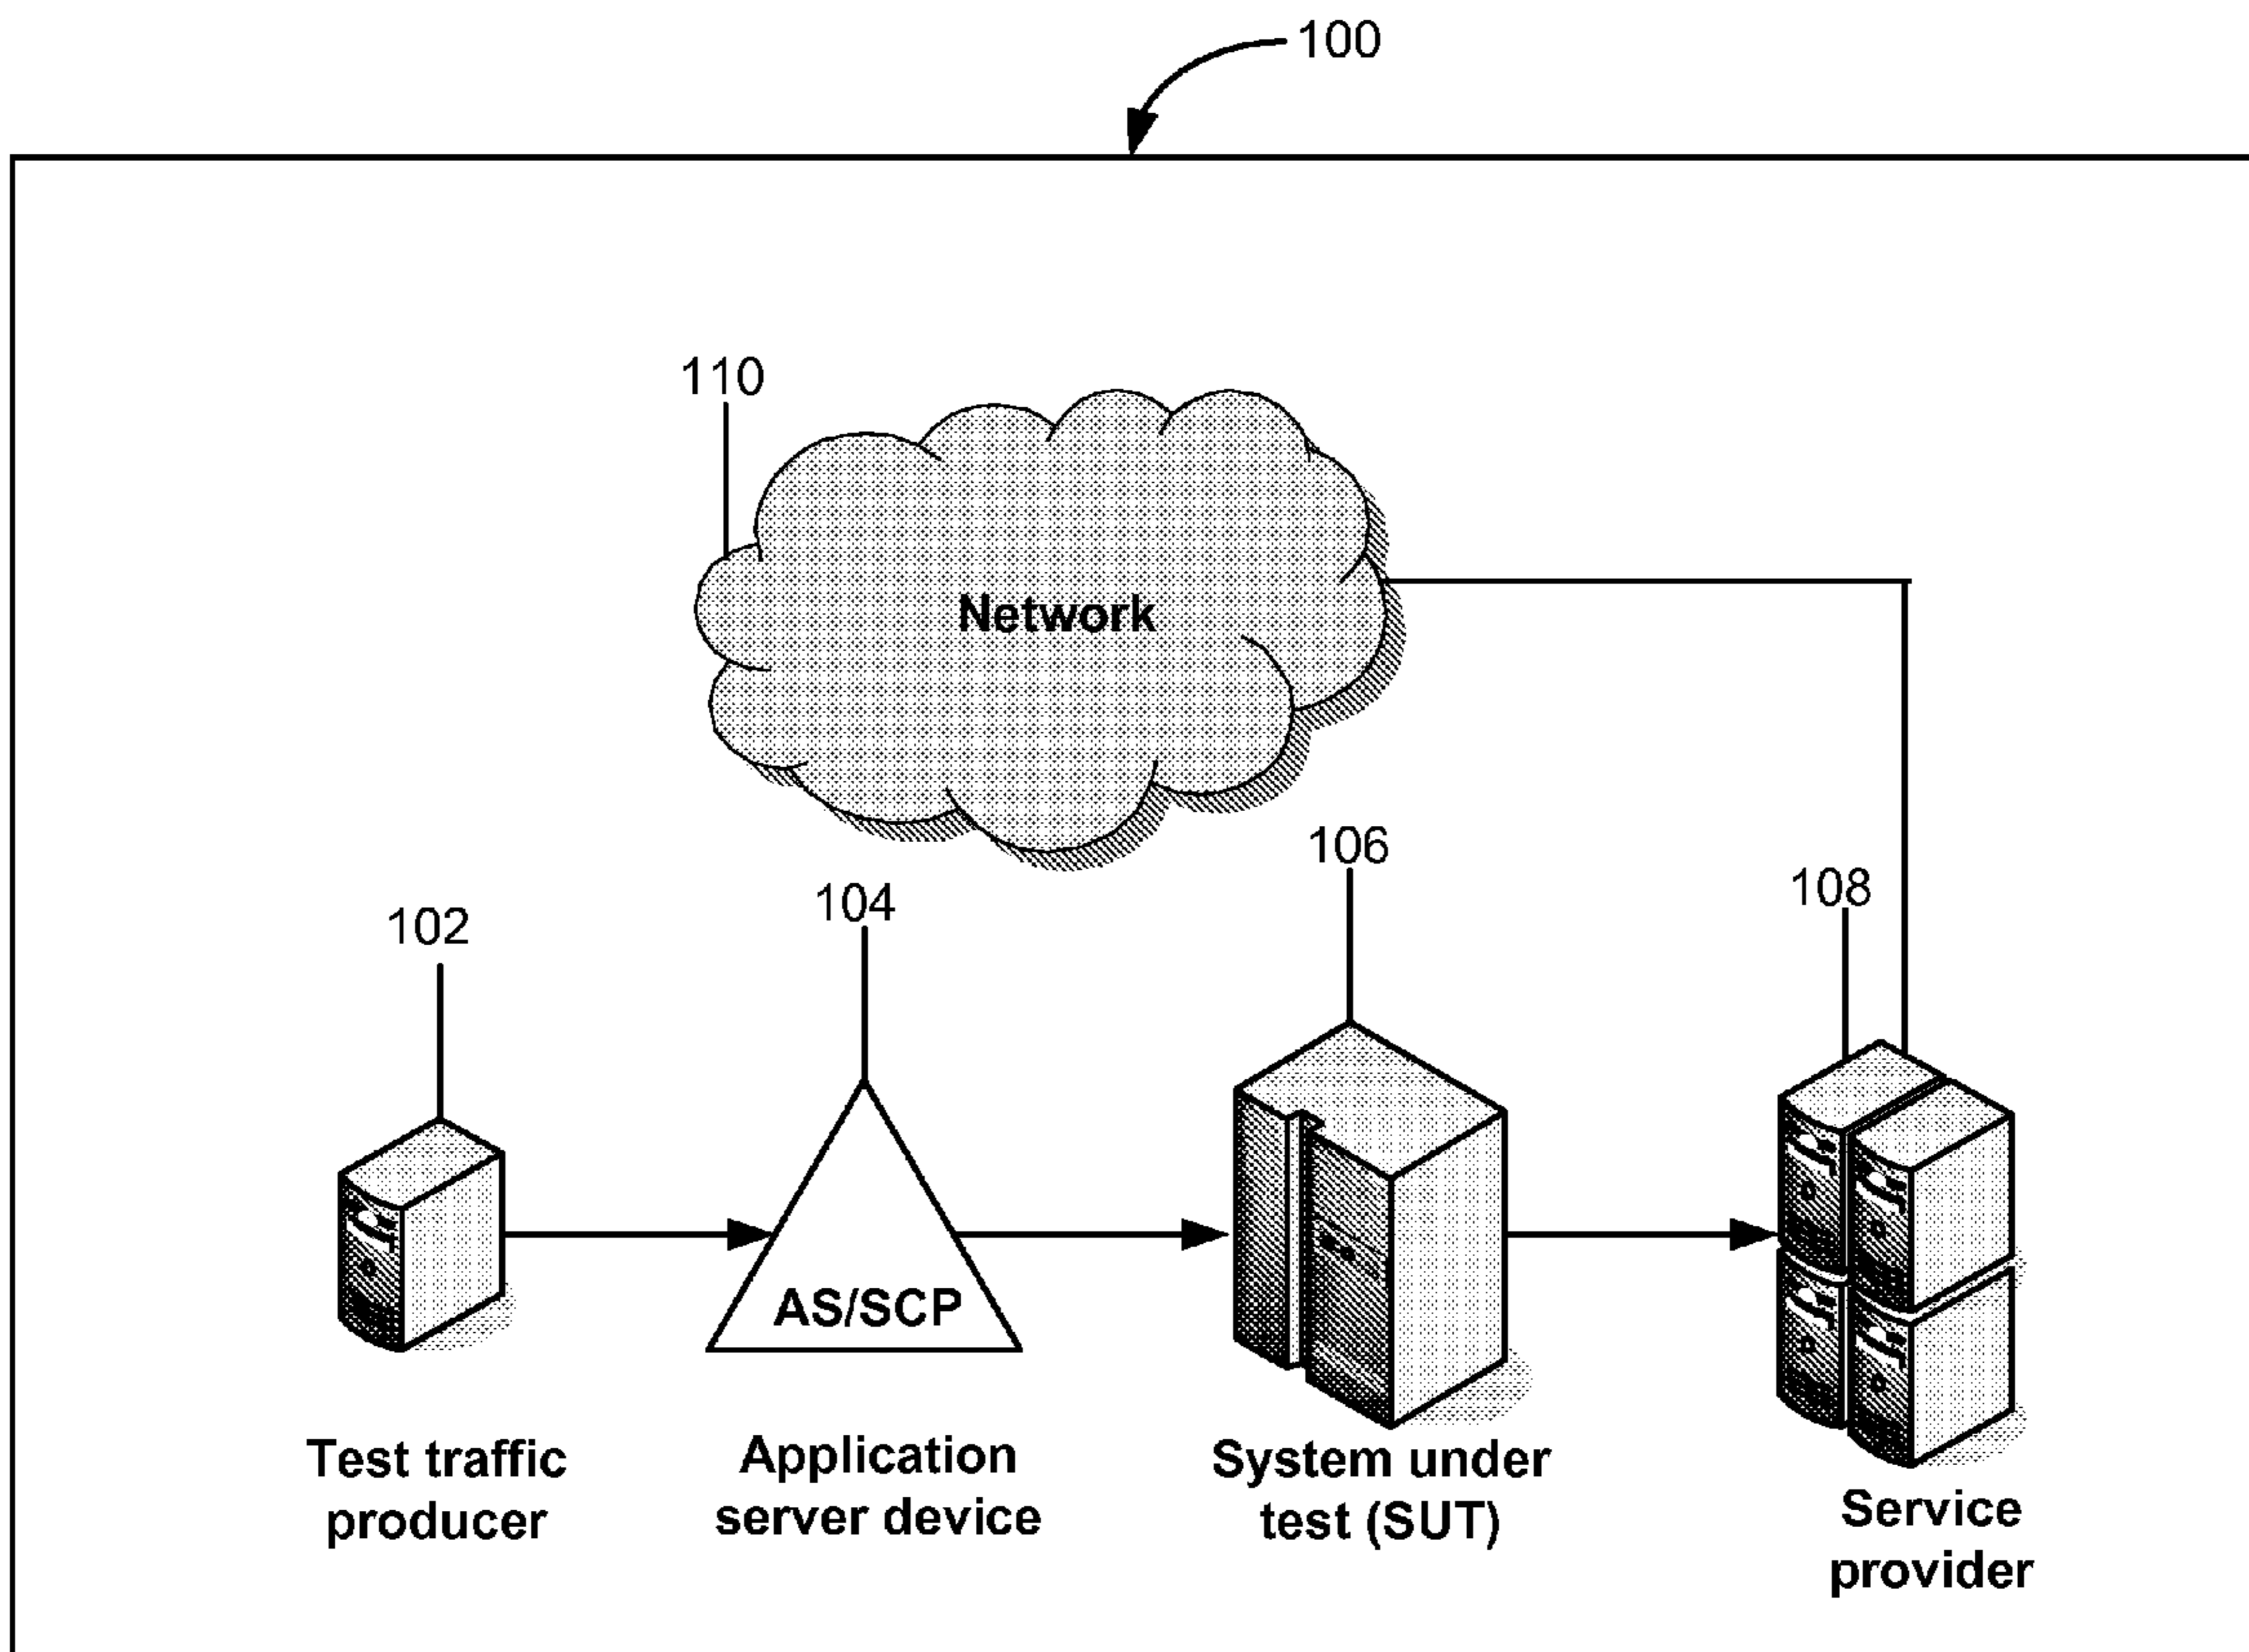 100
110
Network
106
108
104
102
AS/SCP
Test traffic
producer
Application
server device
System under
test (SUT)
Service
provider